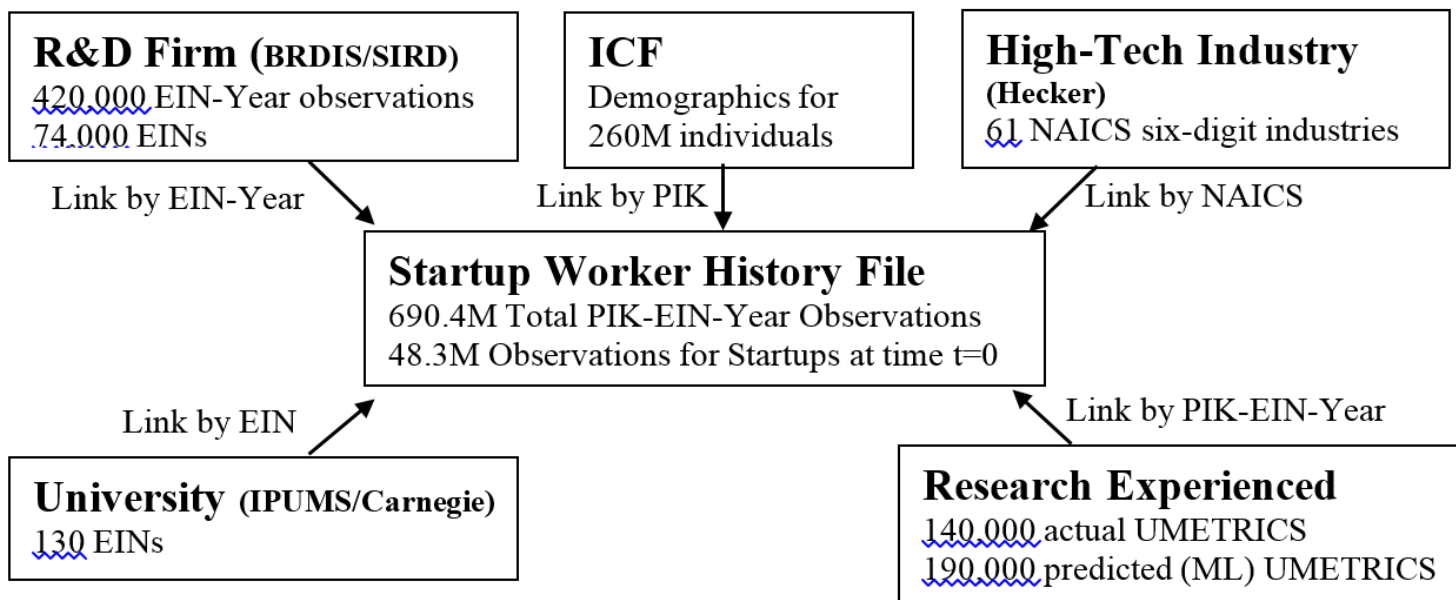 R&D Firm (BRDIS/SIRD)
420,000 EIN-Year observations
74,000 EINs
ICF
Demographics for
260M individuals
High-Tech Industry
(Hecker)
61 NAICS six-digit industries
Link by EIN-Year
Link by PIK
Link by NAICS
Startup Worker History File
690.4M Total PIK-EIN-Year Observations
48.3M Observations for Startups at time t=0
Link by EIN
Link by PIK-EIN-Year
University (IPUMS/Carnegie)
130 EINs
Research Experienced
140,000 actual UMETRICS
190,000 predicted (ML) UMETRICS